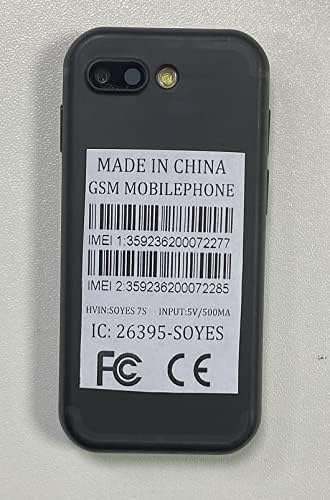 MADE IN CHINA
GSM MOBILEPHONE
IMEI 1:359236200072277
IMEI 2:359236200072285
HVIN:SOYES 7S INPUT:5V/500MA
IC: 26395-SOYES
FC CE